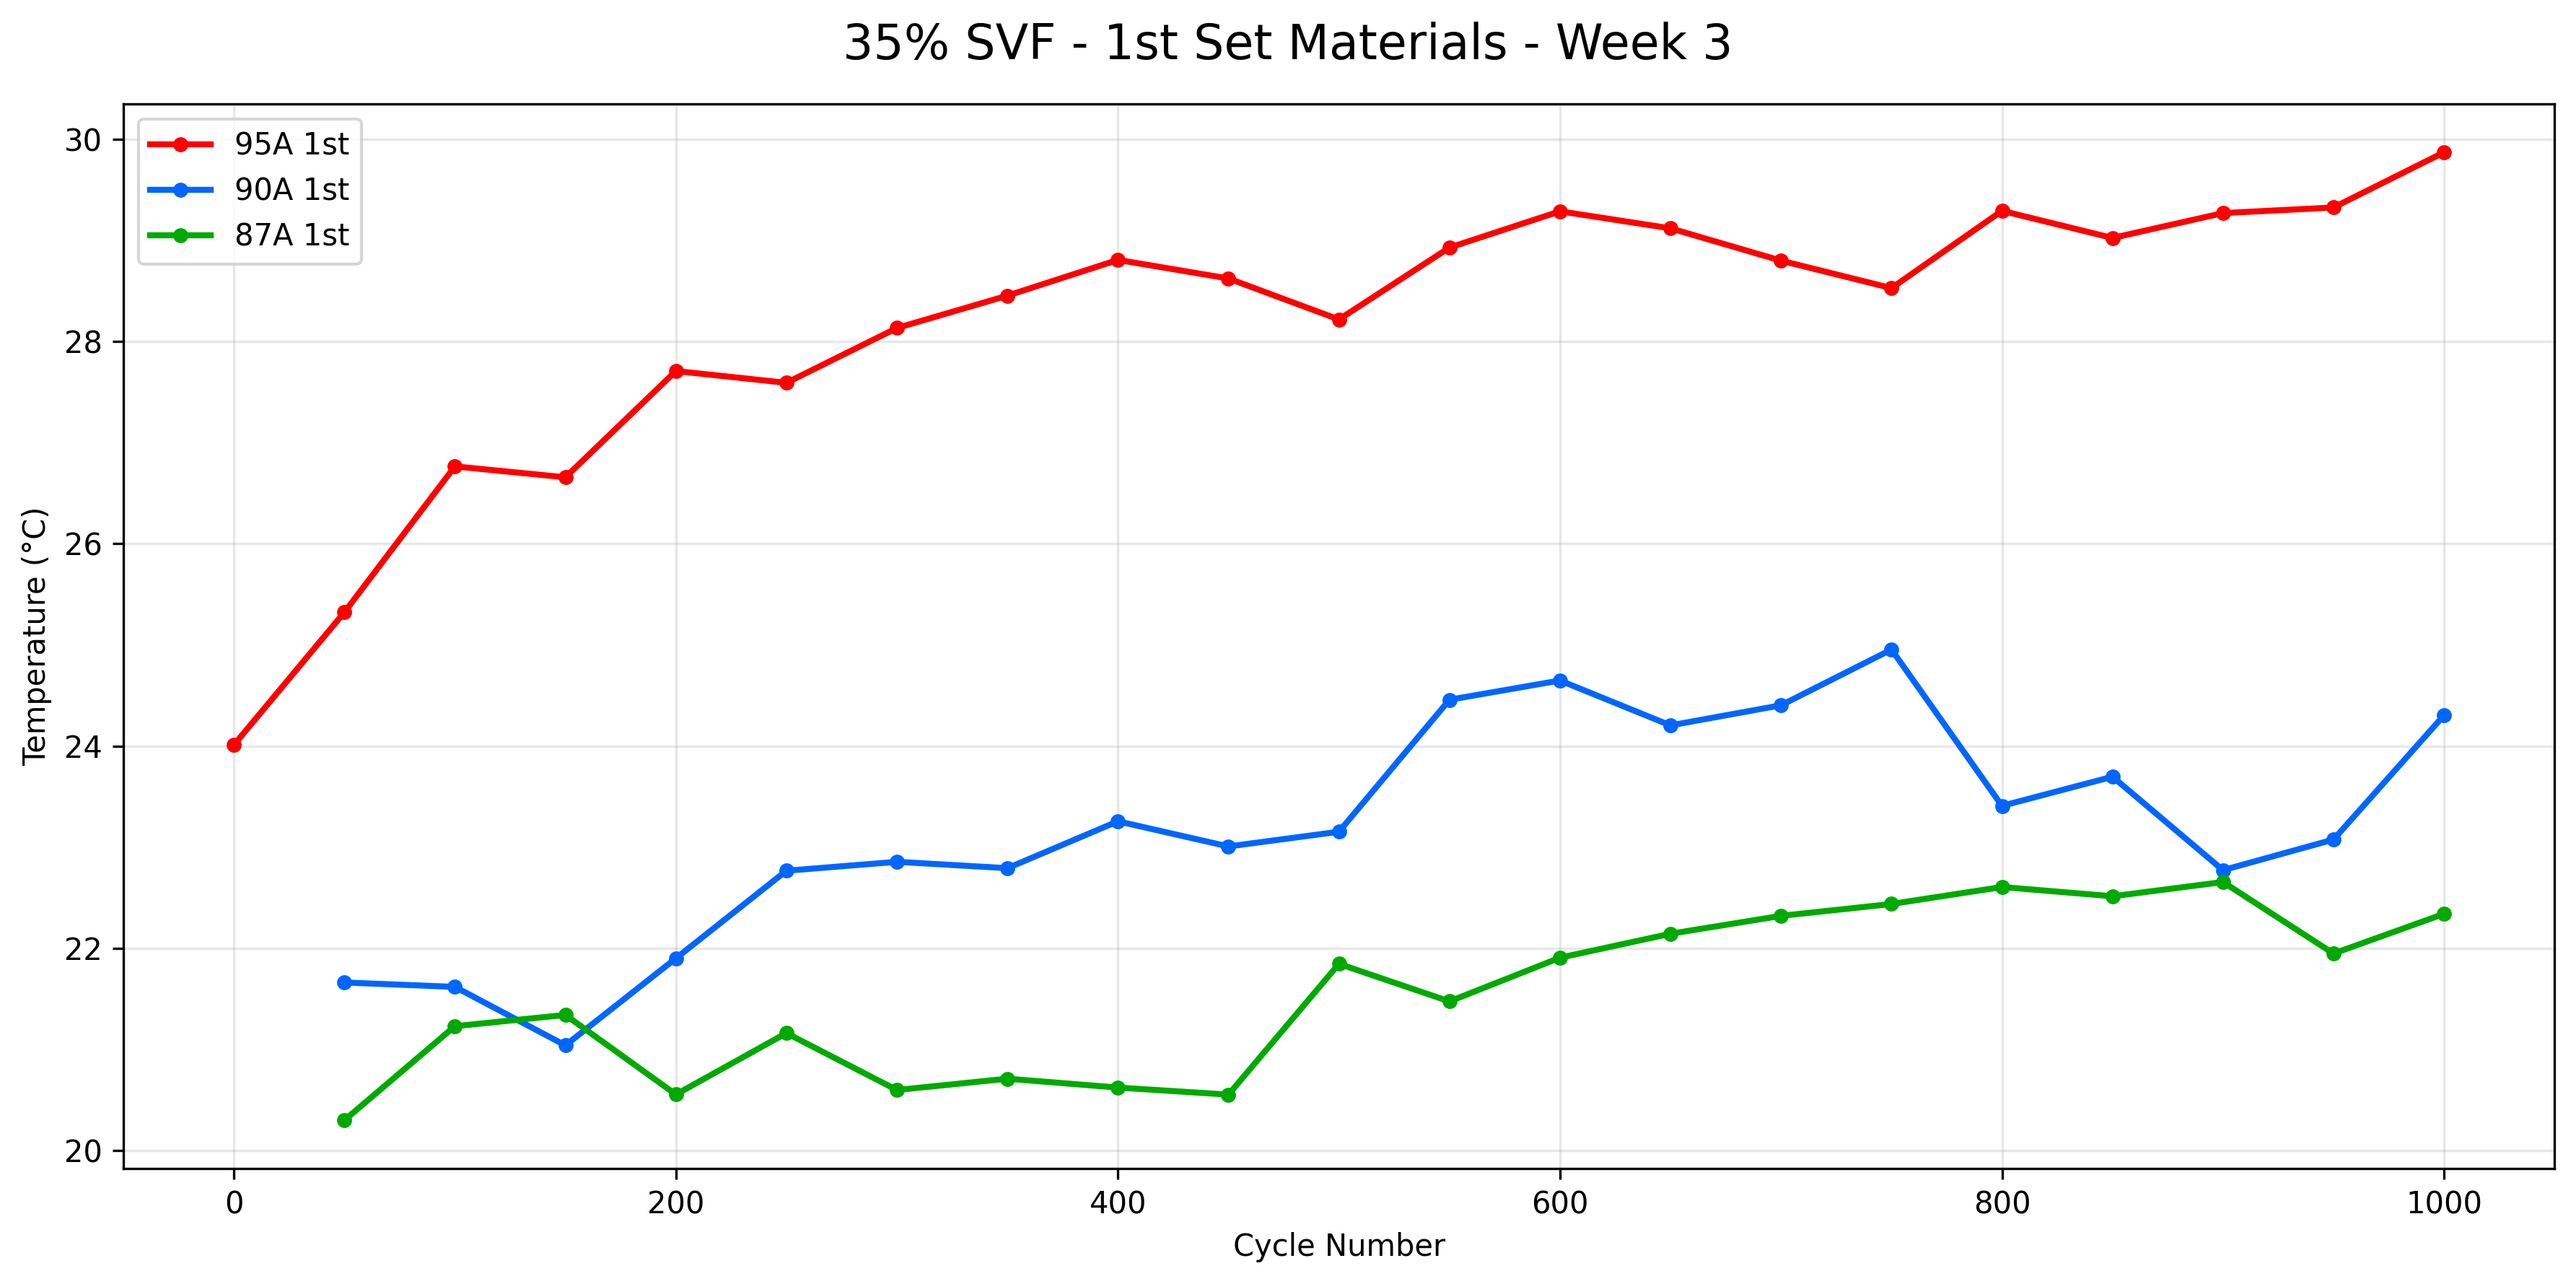 35% SVF - 1st Set Materials - Week 3
95A 1st
90A 1st
87A 1st
Temperature (°C)
30
28
26
24
22
20
0 200 400 600 800 1000
Cycle Number